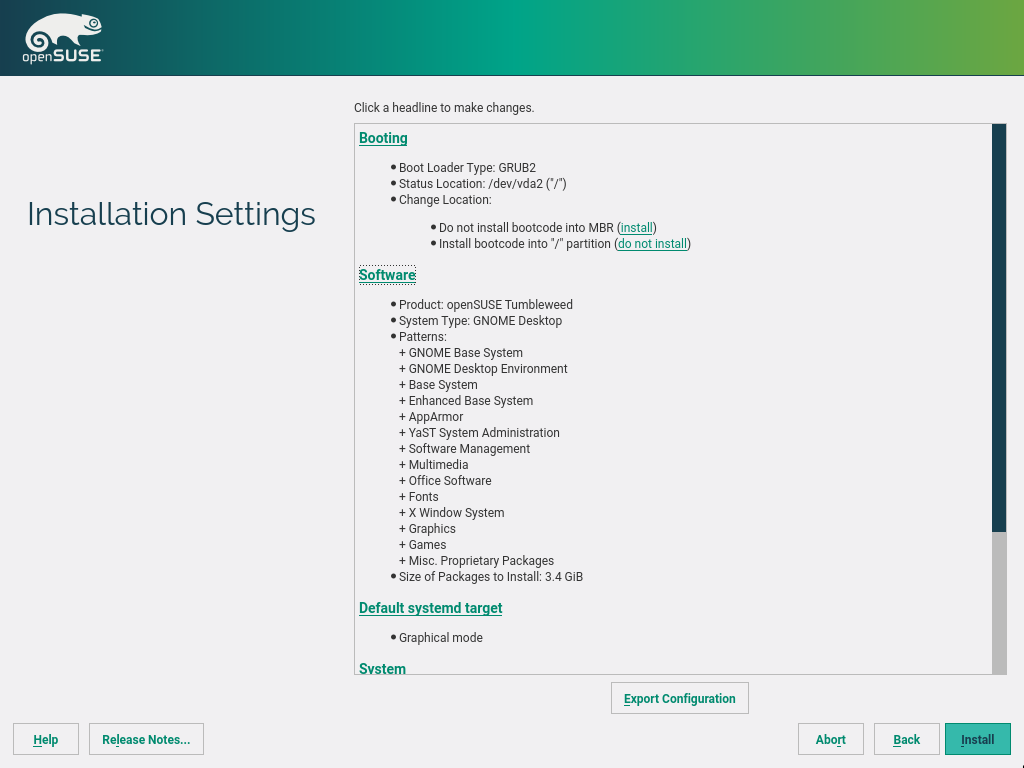 openSUSE
Click a headline to make changes.
Installation Settings
Booting
Boot Loader Type: GRUB2
Status Location: /dev/vda2 ("/")
Change Location:
Do not install bootcode into MBR (install)
Install bootcode into "/" partition (do not install)
Software
Product: openSUSE Tumbleweed
System Type: GNOME Desktop
Patterns:
+ GNOME Base System
+ GNOME Desktop Environment
+ Base System
+ Enhanced Base System
+ AppArmor
+ YaST System Administration
+ Software Management
+ Multimedia
+ Office Software
+ Fonts
+ X Window System
+ Graphics
+ Games
+ Misc. Proprietary Packages
Size of Packages to Install: 3.4 GiB
Default systemd target
Graphical mode
System
Export Configuration
Help Release Notes... Abort Back Install